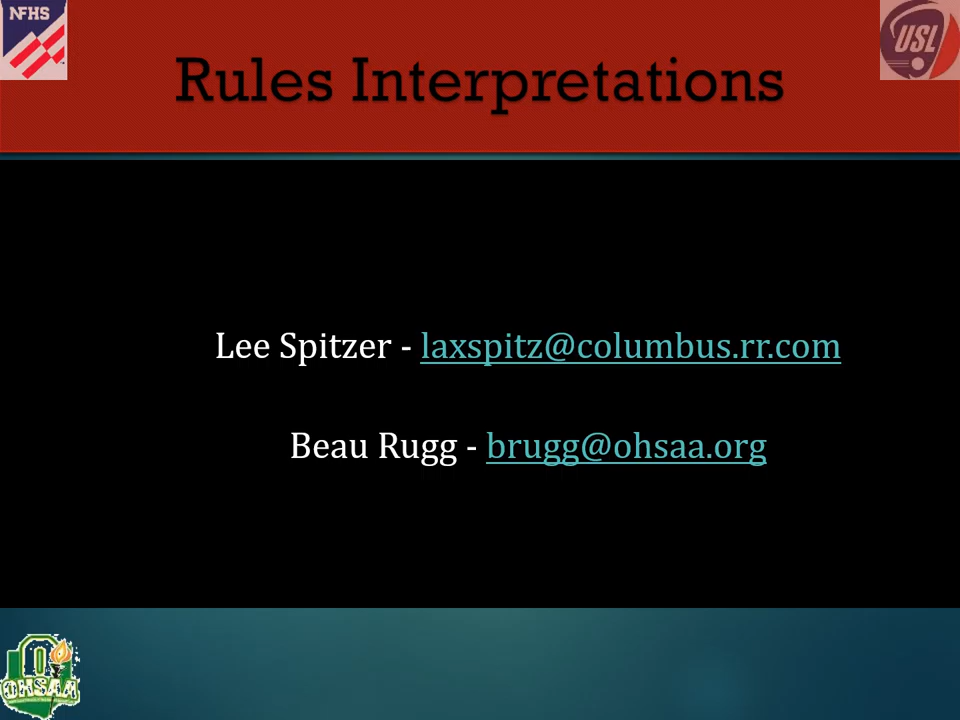 NFHS
USL
Rules Interpretations
Lee Spitzer - laxspitz@columbus.rr.com
Beau Rugg - brugg@ohsaa.org
OHSAA